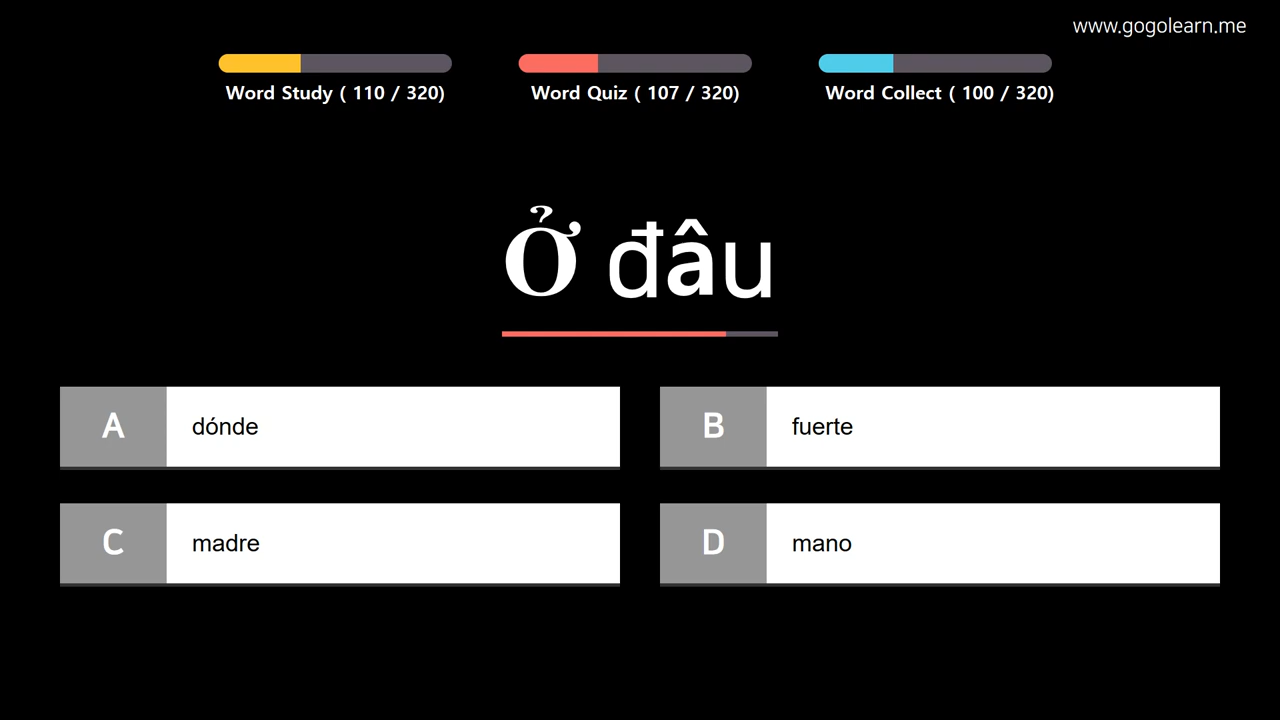 www.gogolearn.me
Word Study ( 110 / 320)
Word Quiz ( 107 / 320)
Word Collect ( 100 / 320)
Ở đâu
A dónde
B fuerte
C madre
D mano